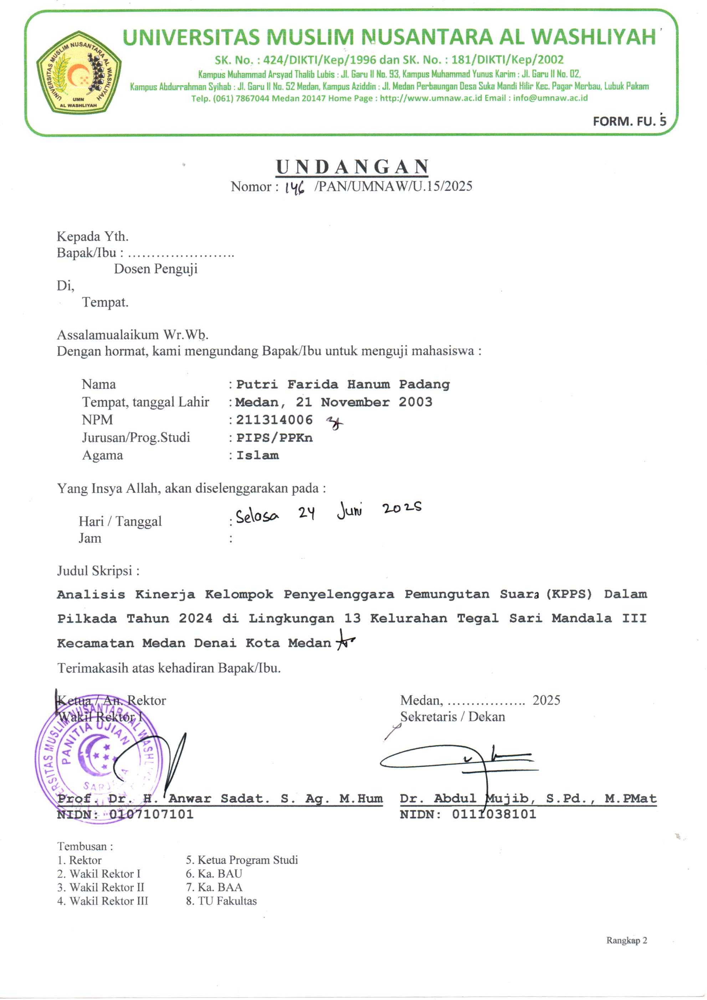 UNIVERSITAS MUSLIM NUSANTARA AL WASHLIYAH
SK. No. : 424/DIKTI/Kep/1996 dan SK. No. : 181/DIKTI/Kep/2002
Kampus Muhammad Arsyad Thalib Lubis : Jl. Garu II No. 93, Kampus Muhammad Yunus Karim : Jl. Garu II No. 02,
Kampus Abdurrahman Syihab : Jl. Garu II No. 52 Medan, Kampus Aziddin : Jl. Medan Perbaungan Desa Suka Mandi Hilir Kec. Pagar Merbau, Lubuk Pakam
Telp. (061) 7867044 Medan 20147 Home Page : http://www.umnaw.ac.id Email : info@umnaw.ac.id
UNIVERSITAS MUSLIM NUSANTARA AL WASHLIYAH
UMN
AL WASHLIYAH
FORM. FU. 5
UNDANGAN
Nomor : 146 /PAN/UMNAW/U.15/2025
Kepada Yth.
Bapak/Ibu : ........................
Dosen Penguji
Di,
Tempat.
Assalamualaikum Wr.Wb.
Dengan hormat, kami mengundang Bapak/Ibu untuk menguji mahasiswa :
Nama : Putri Farida Hanum Padang
Tempat, tanggal Lahir : Medan, 21 November 2003
NPM : 211314006
Jurusan/Prog.Studi : PIPS/PPKn
Agama : Islam
Yang Insya Allah, akan diselenggarakan pada :
Hari / Tanggal : Selasa 24 Juni 2025
Jam :
Judul Skripsi :
Analisis Kinerja Kelompok Penyelenggara Pemungutan Suara (KPPS) Dalam
Pilkada Tahun 2024 di Lingkungan 13 Kelurahan Tegal Sari Mandala III
Kecamatan Medan Denai Kota Medan
Terimakasih atas kehadiran Bapak/Ibu.
Ketua / An. Rektor
Wakil Rektor I
Medan, ................. 2025
Sekretaris / Dekan
PANITIA UJIAN
SARJANA
Prof. Dr. H. Anwar Sadat. S. Ag. M.Hum
NIDN: 0107107101
Dr. Abdul Mujib, S.Pd., M.PMat
NIDN: 0111038101
Tembusan :
1. Rektor
2. Wakil Rektor I
3. Wakil Rektor II
4. Wakil Rektor III
5. Ketua Program Studi
6. Ka. BAU
7. Ka. BAA
8. TU Fakultas
Rangkap 2